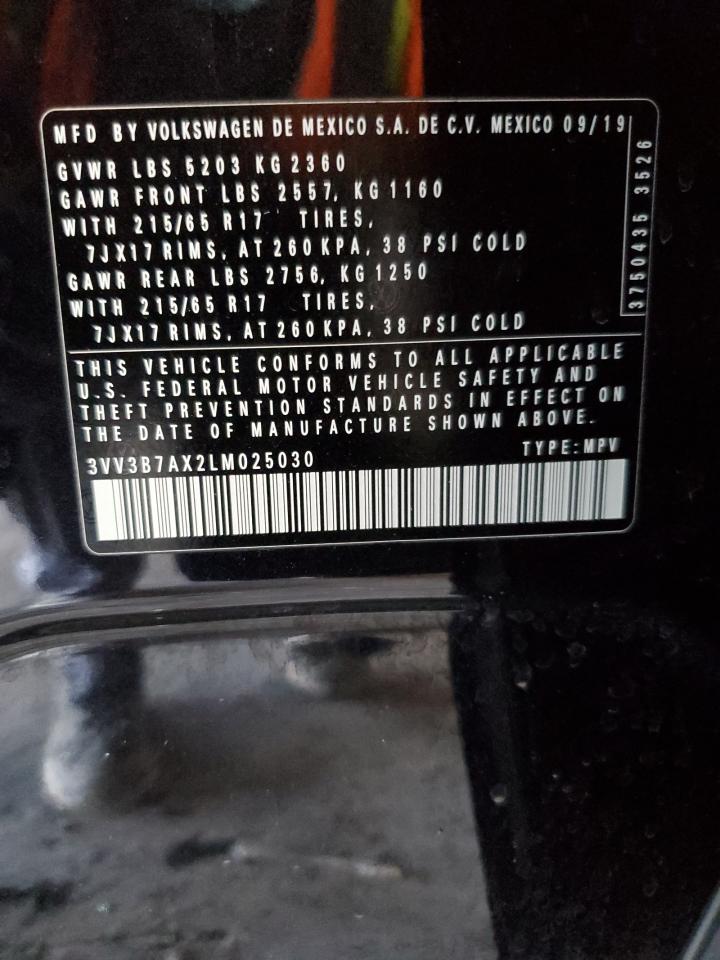 MFD BY VOLKSWAGEN DE MEXICO S.A. DE C.V. MEXICO 09/19
GVWR LBS 5203 KG 2360
GAWR FRONT LBS 2557, KG 1160
WITH 215/65 R17 TIRES,
7JX17 RIMS, AT 260 KPA, 38 PSI COLD
GAWR REAR LBS 2756, KG 1250
WITH 215/65 R17 TIRES,
7JX17 RIMS, AT 260 KPA, 38 PSI COLD
3750435 3526
THIS VEHICLE CONFORMS TO ALL APPLICABLE
U.S. FEDERAL MOTOR VEHICLE SAFETY AND
THEFT PREVENTION STANDARDS IN EFFECT ON
THE DATE OF MANUFACTURE SHOWN ABOVE.
TYPE:MPV
3VV3B7AX2LM025030